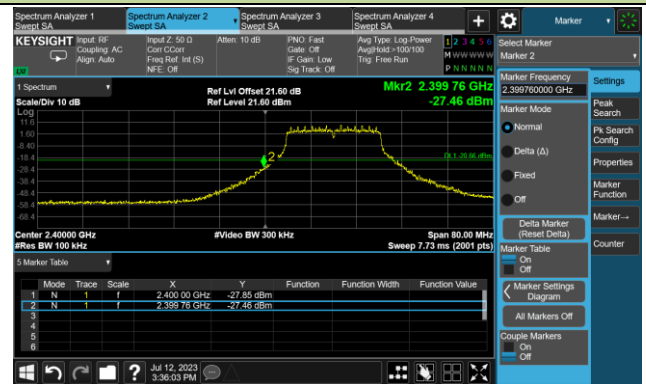 Spectrum Analyzer 1
Swept SA
Spectrum Analyzer 2
Swept SA
Spectrum Analyzer 3
Swept SA
Spectrum Analyzer 4
Swept SA
+
Marker
KEYSIGHT
Input: RF
Coupling: AC
Align: Auto
Input Z: 50 Ω
Corr CCorr
Freq Ref: Int (S)
NFE: Off
Atten: 10 dB
PNO: Fast
Gate: Off
IF Gain: Low
Sig Track: Off
Avg Type: Log-Power
Avg|Hold:>100/100
Trig: Free Run
1 2 3 4 5 6
M W W W W W
P N N N N N
Select Marker
Marker 2
1 Spectrum
Scale/Div 10 dB
Ref Lvl Offset 21.60 dB
Ref Level 21.60 dBm
Mkr2 2.399 76 GHz
-27.46 dBm
Log
11.6
1.60
-8.40
-18.4
-28.4
-38.4
-48.4
-58.4
-68.4
2
DL1 -20.66 dBm
Center 2.40000 GHz
#Res BW 100 kHz
#Video BW 300 kHz
Span 80.00 MHz
Sweep 7.73 ms (2001 pts)
5 Marker Table
Mode Trace Scale X Y Function Function Width Function Value
1 N 1 f 2.400 00 GHz -27.85 dBm
2 N 1 f 2.399 76 GHz -27.46 dBm
3
4
5
6
Marker Frequency
2.399760000 GHz
Marker Mode
Normal
Delta (Δ)
Fixed
Off
Delta Marker
(Reset Delta)
Marker Table
On
Off
Marker Settings
Diagram
All Markers Off
Couple Markers
On
Off
Settings
Peak
Search
Pk Search
Config
Properties
Marker
Function
Marker→
Counter
?
Jul 12, 2023
3:36:03 PM